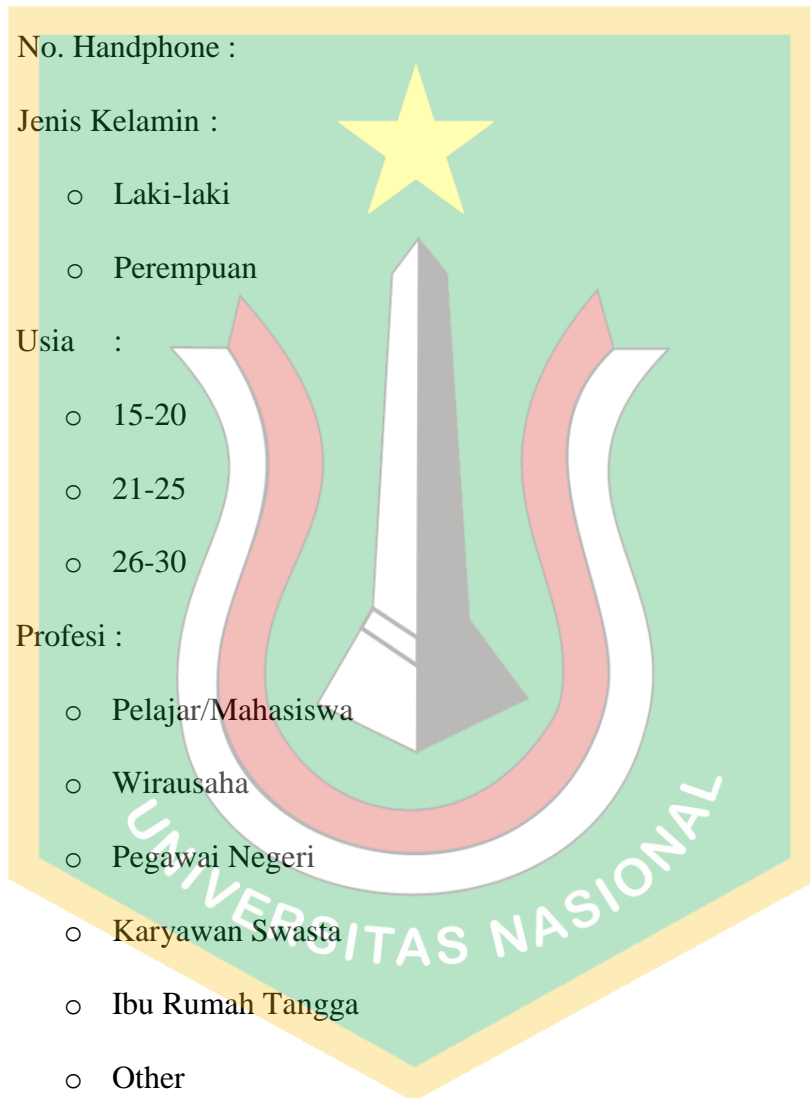 No. Handphone :
Jenis Kelamin :
o Laki-laki
o Perempuan
Usia :
o 15-20
o 21-25
o 26-30
Profesi :
o Pelajar/Mahasiswa
o Wirausaha
o Pegawai Negeri
o Karyawan Swasta
o Ibu Rumah Tangga
o Other
UNIVERSITAS NASIONAL